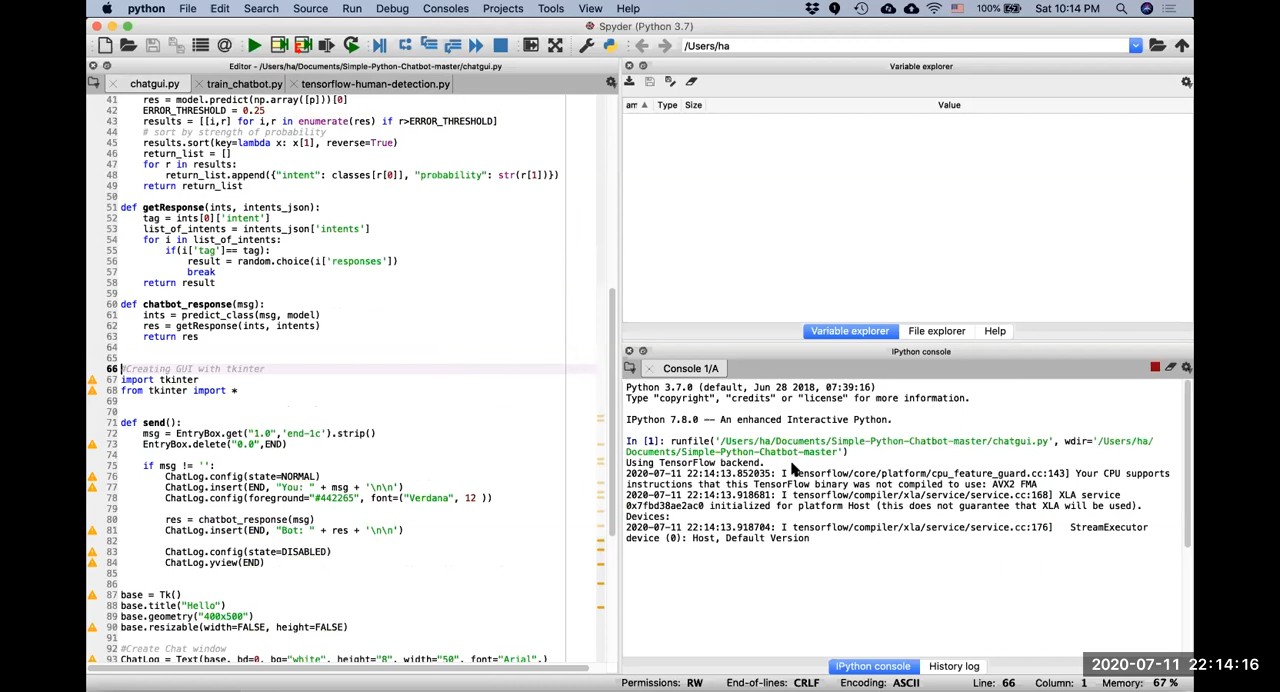 python File Edit Search Source Run Debug Consoles Projects Tools View Help 100% Sat 10:14 PM
Spyder (Python 3.7)
/Users/ha
Editor - /Users/ha/Documents/Simple-Python-Chatbot-master/chatgui.py
chatgui.py train_chatbot.py tensorflow-human-detection.py
41 res = model.predict(np.array([p]))[0]
42 ERROR_THRESHOLD = 0.25
43 results = [[i,r] for i,r in enumerate(res) if r>ERROR_THRESHOLD]
44 # sort by strength of probability
45 results.sort(key=lambda x: x[1], reverse=True)
46 return_list = []
47 for r in results:
48 return_list.append({"intent": classes[r[0]], "probability": str(r[1])})
49 return return_list
50
51 def getResponse(ints, intents_json):
52 tag = ints[0]['intent']
53 list_of_intents = intents_json['intents']
54 for i in list_of_intents:
55 if(i['tag']== tag):
56 result = random.choice(i['responses'])
57 break
58 return result
59
60 def chatbot_response(msg):
61 ints = predict_class(msg, model)
62 res = getResponse(ints, intents)
63 return res
64
65
66 #Creating GUI with tkinter
67 import tkinter
68 from tkinter import *
69
70
71 def send():
72 msg = EntryBox.get("1.0",'end-1c').strip()
73 EntryBox.delete("0.0",END)
74
75 if msg != '':
76 ChatLog.config(state=NORMAL)
77 ChatLog.insert(END, "You: " + msg + '\n\n')
78 ChatLog.config(foreground="#442265", font=("Verdana", 12 ))
79
80 res = chatbot_response(msg)
81 ChatLog.insert(END, "Bot: " + res + '\n\n')
82
83 ChatLog.config(state=DISABLED)
84 ChatLog.yview(END)
85
86
87 base = Tk()
88 base.title("Hello")
89 base.geometry("400x500")
90 base.resizable(width=FALSE, height=FALSE)
91
92 #Create Chat window
93 ChatLog = Text(base, bd=0, bg="white", height="8", width="50", font="Arial",)
Variable explorer
am Type Size Value
Variable explorer File explorer Help
IPython console
Console 1/A
Python 3.7.0 (default, Jun 28 2018, 07:39:16)
Type "copyright", "credits" or "license" for more information.
IPython 7.8.0 -- An enhanced Interactive Python.
In [1]: runfile('/Users/ha/Documents/Simple-Python-Chatbot-master/chatgui.py', wdir='/Users/ha/
Documents/Simple-Python-Chatbot-master')
Using TensorFlow backend.
2020-07-11 22:14:13.852035: I tensorflow/core/platform/cpu_feature_guard.cc:143] Your CPU supports
instructions that this TensorFlow binary was not compiled to use: AVX2 FMA
2020-07-11 22:14:13.918681: I tensorflow/compiler/xla/service/service.cc:168] XLA service
0x7fbd38ae2ac0 initialized for platform Host (this does not guarantee that XLA will be used).
Devices:
2020-07-11 22:14:13.918704: I tensorflow/compiler/xla/service/service.cc:176] StreamExecutor
device (0): Host, Default Version
IPython console History log
2020-07-11 22:14:16
Permissions: RW End-of-lines: CRLF Encoding: ASCII Line: 66 Column: 1 Memory: 67 %